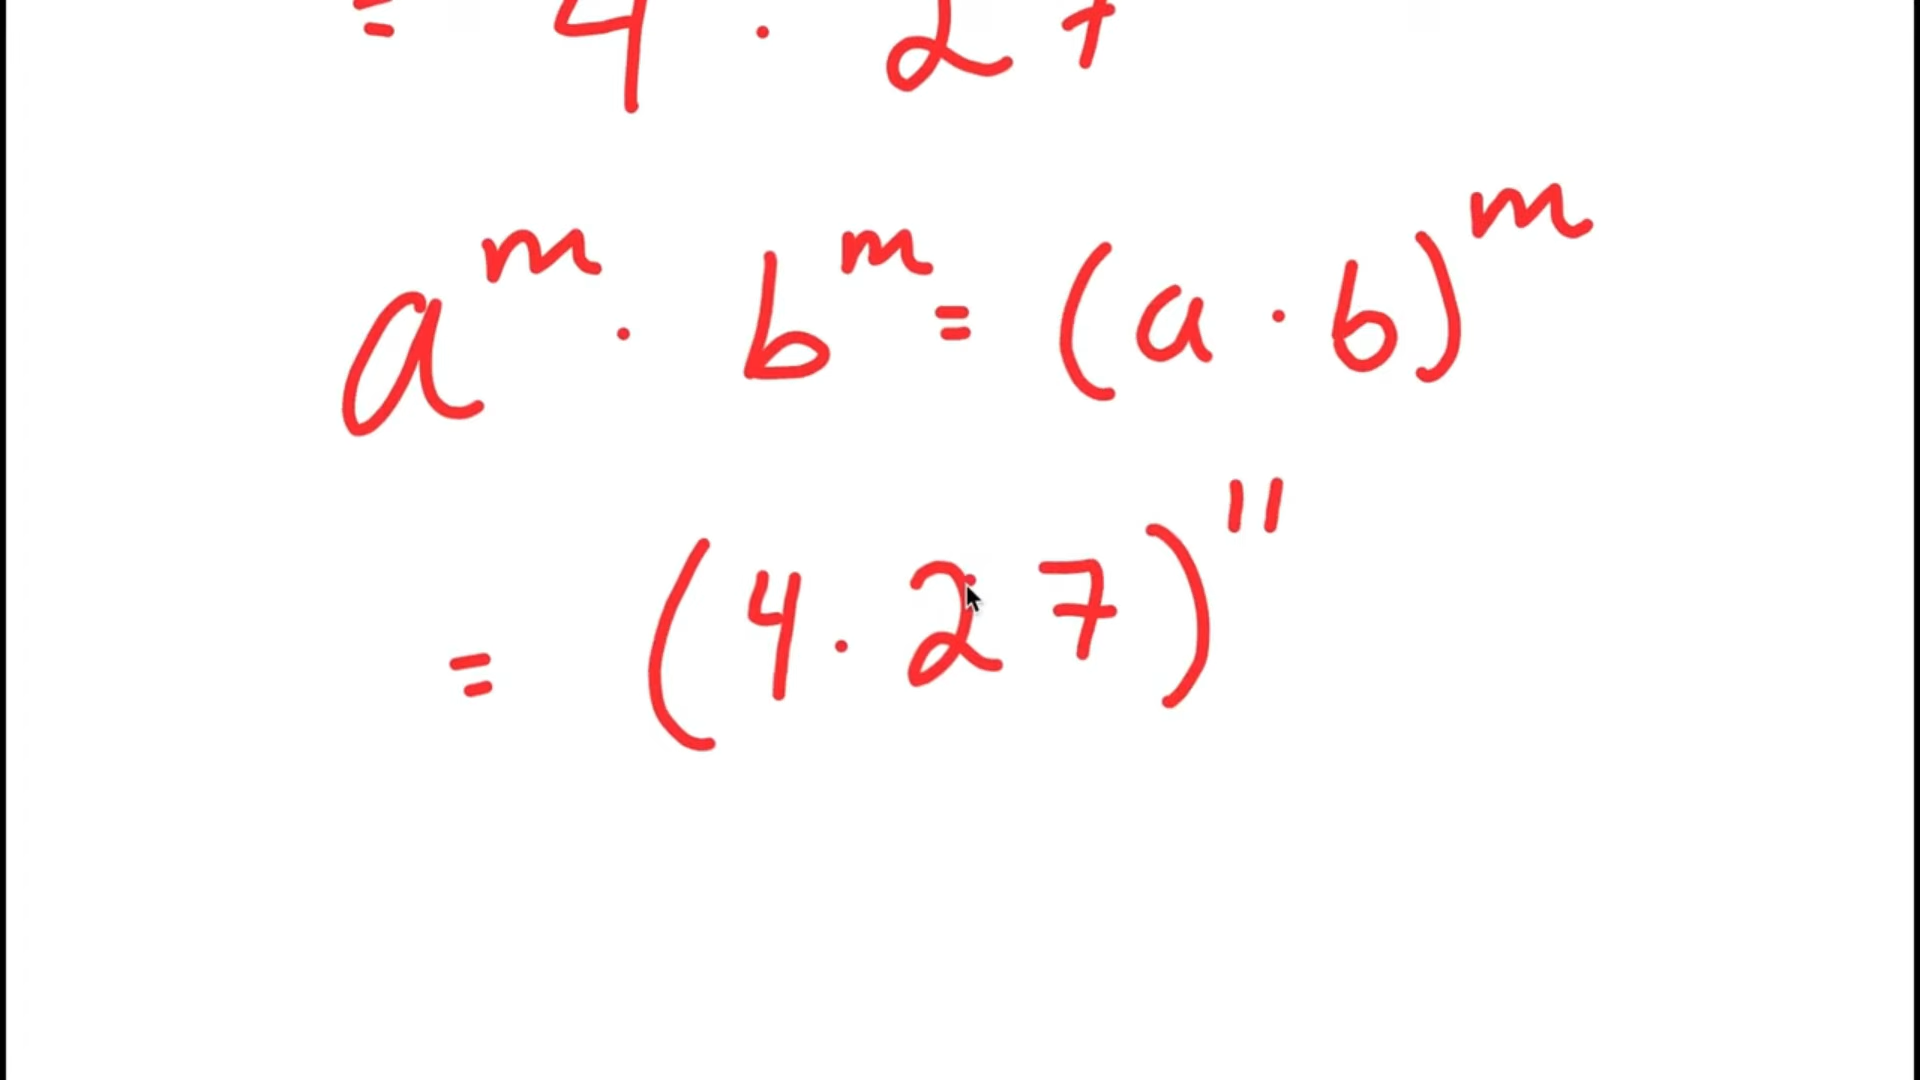 = 4 · 27
a^m · b^m = (a · b)^m
= (4 · 27)^11